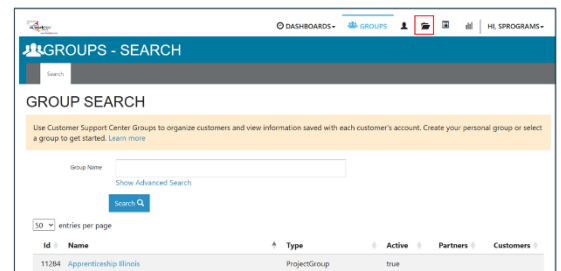 DASHBOARDS GROUPS HI, SPROGRAMS
GROUPS - SEARCH
Search
GROUP SEARCH
Use Customer Support Center Groups to organize customers and view information saved with each customer's account. Create your personal group or select
a group to get started. Learn more
Group Name
Show Advanced Search
Search
50 entries per page
Id Name Type Active Partners Customers
11284 Apprenticeship Illinois ProjectGroup true